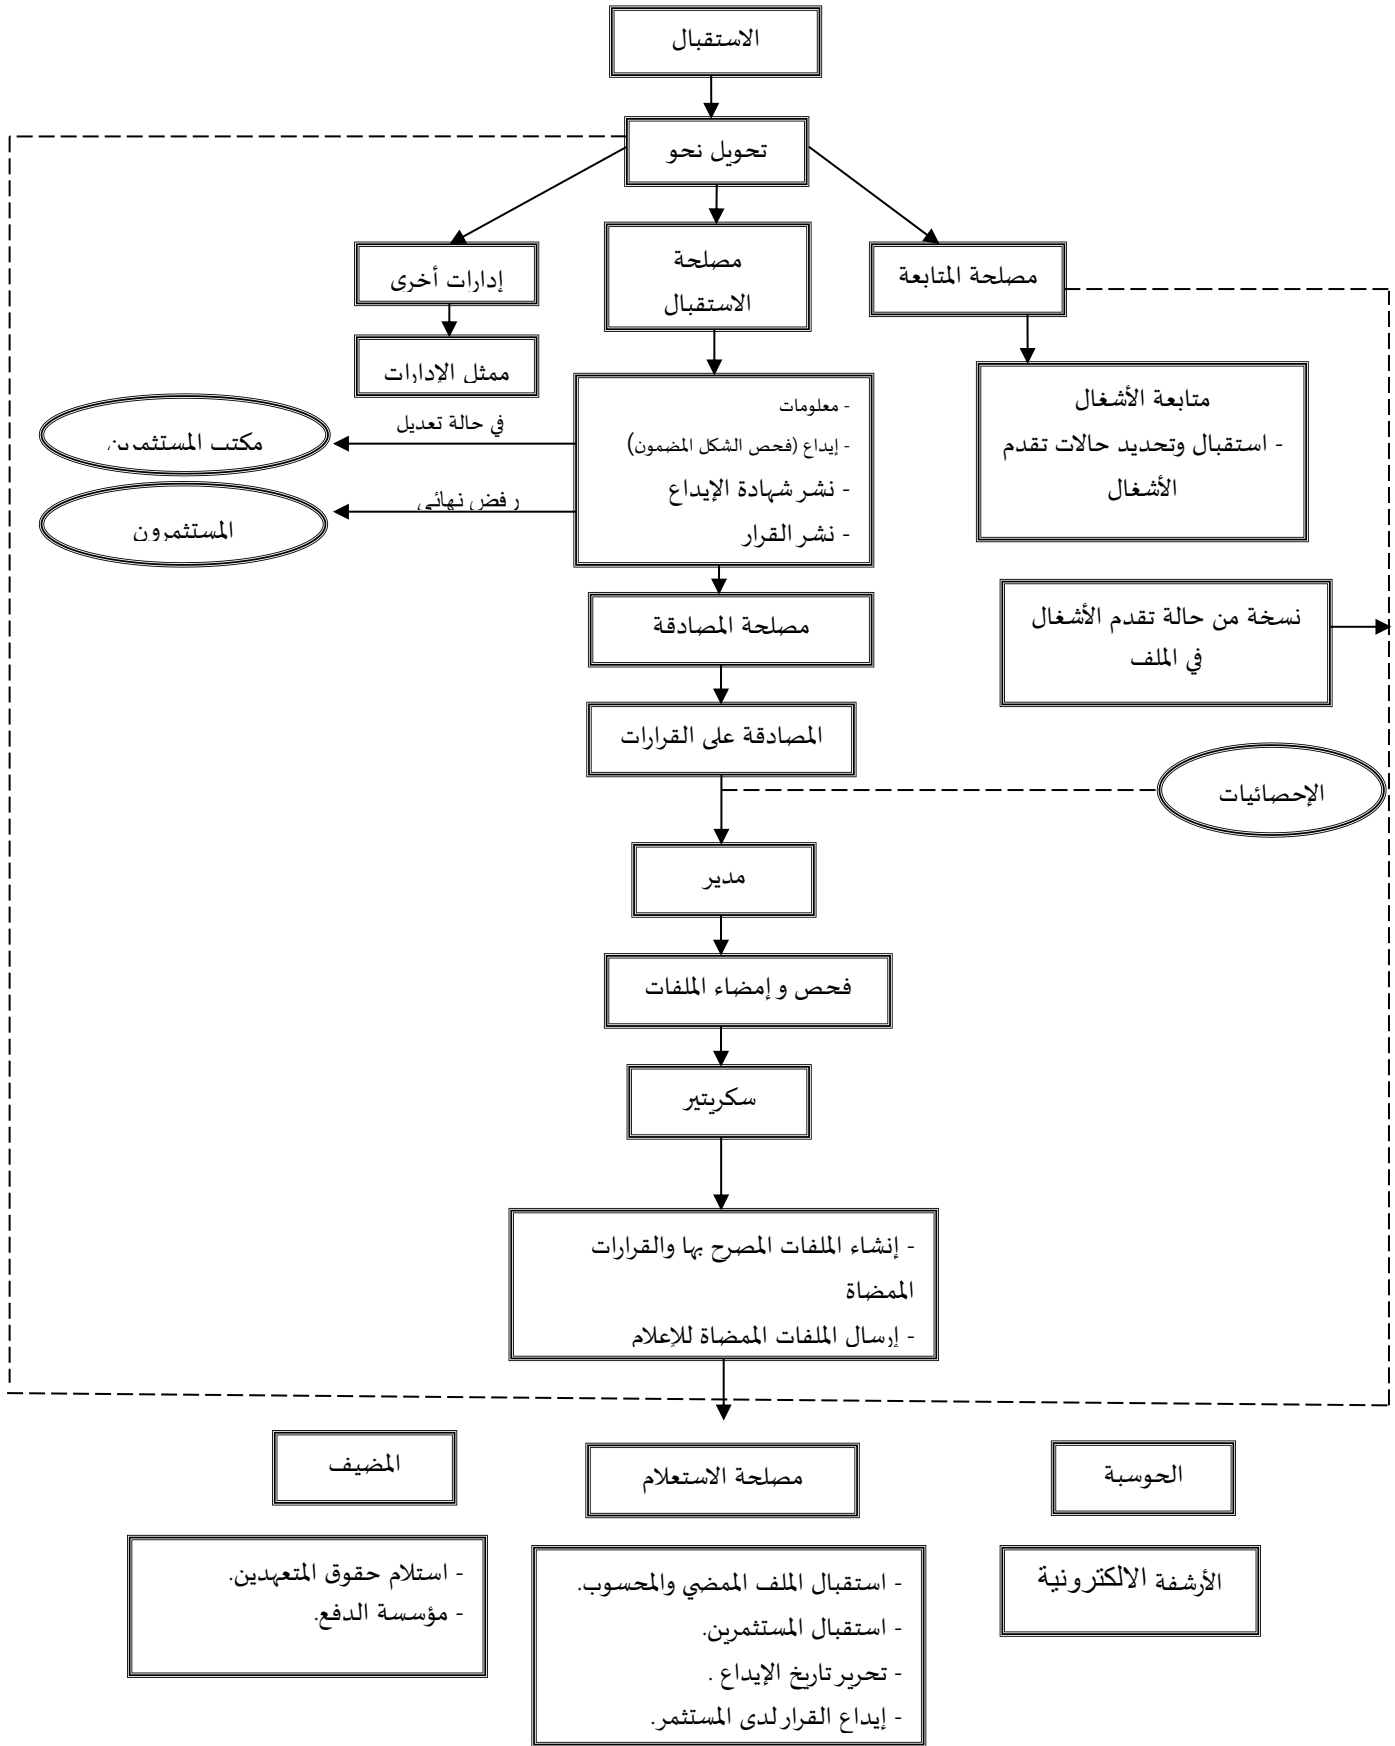 الاستقبال
تحويل نحو
مصلحة المتابعة
مصلحة
الاستقبال
إدارات أخرى
ممثل الإدارات
متابعة الأشغال
- استقبال وتحديد حالات تقدم
الأشغال
- معلومات
- إيداع (فحص الشكل المضمون)
- نشر شهادة الإيداع
- نشر القرار
في حالة تعديل
مكتب المستثمرين
رفض نهائي
المستثمرون
نسخة من حالة تقدم الأشغال
في الملف
مصلحة المصادقة
المصادقة على القرارات
الإحصائيات
مدير
فحص و إمضاء الملفات
سكريتير
- إنشاء الملفات المصرح بها والقرارات
الممضاة
- إرسال الملفات الممضاة للإعلام
الحوسبة
مصلحة الاستعلام
المضيف
الأرشفة الالكترونية
- استقبال الملف الممضي والمحسوب.
- استقبال المستثمرين.
- تحرير تاريخ الإيداع .
- إيداع القرار لدى المستثمر.
- استلام حقوق المتعهدين.
- مؤسسة الدفع.